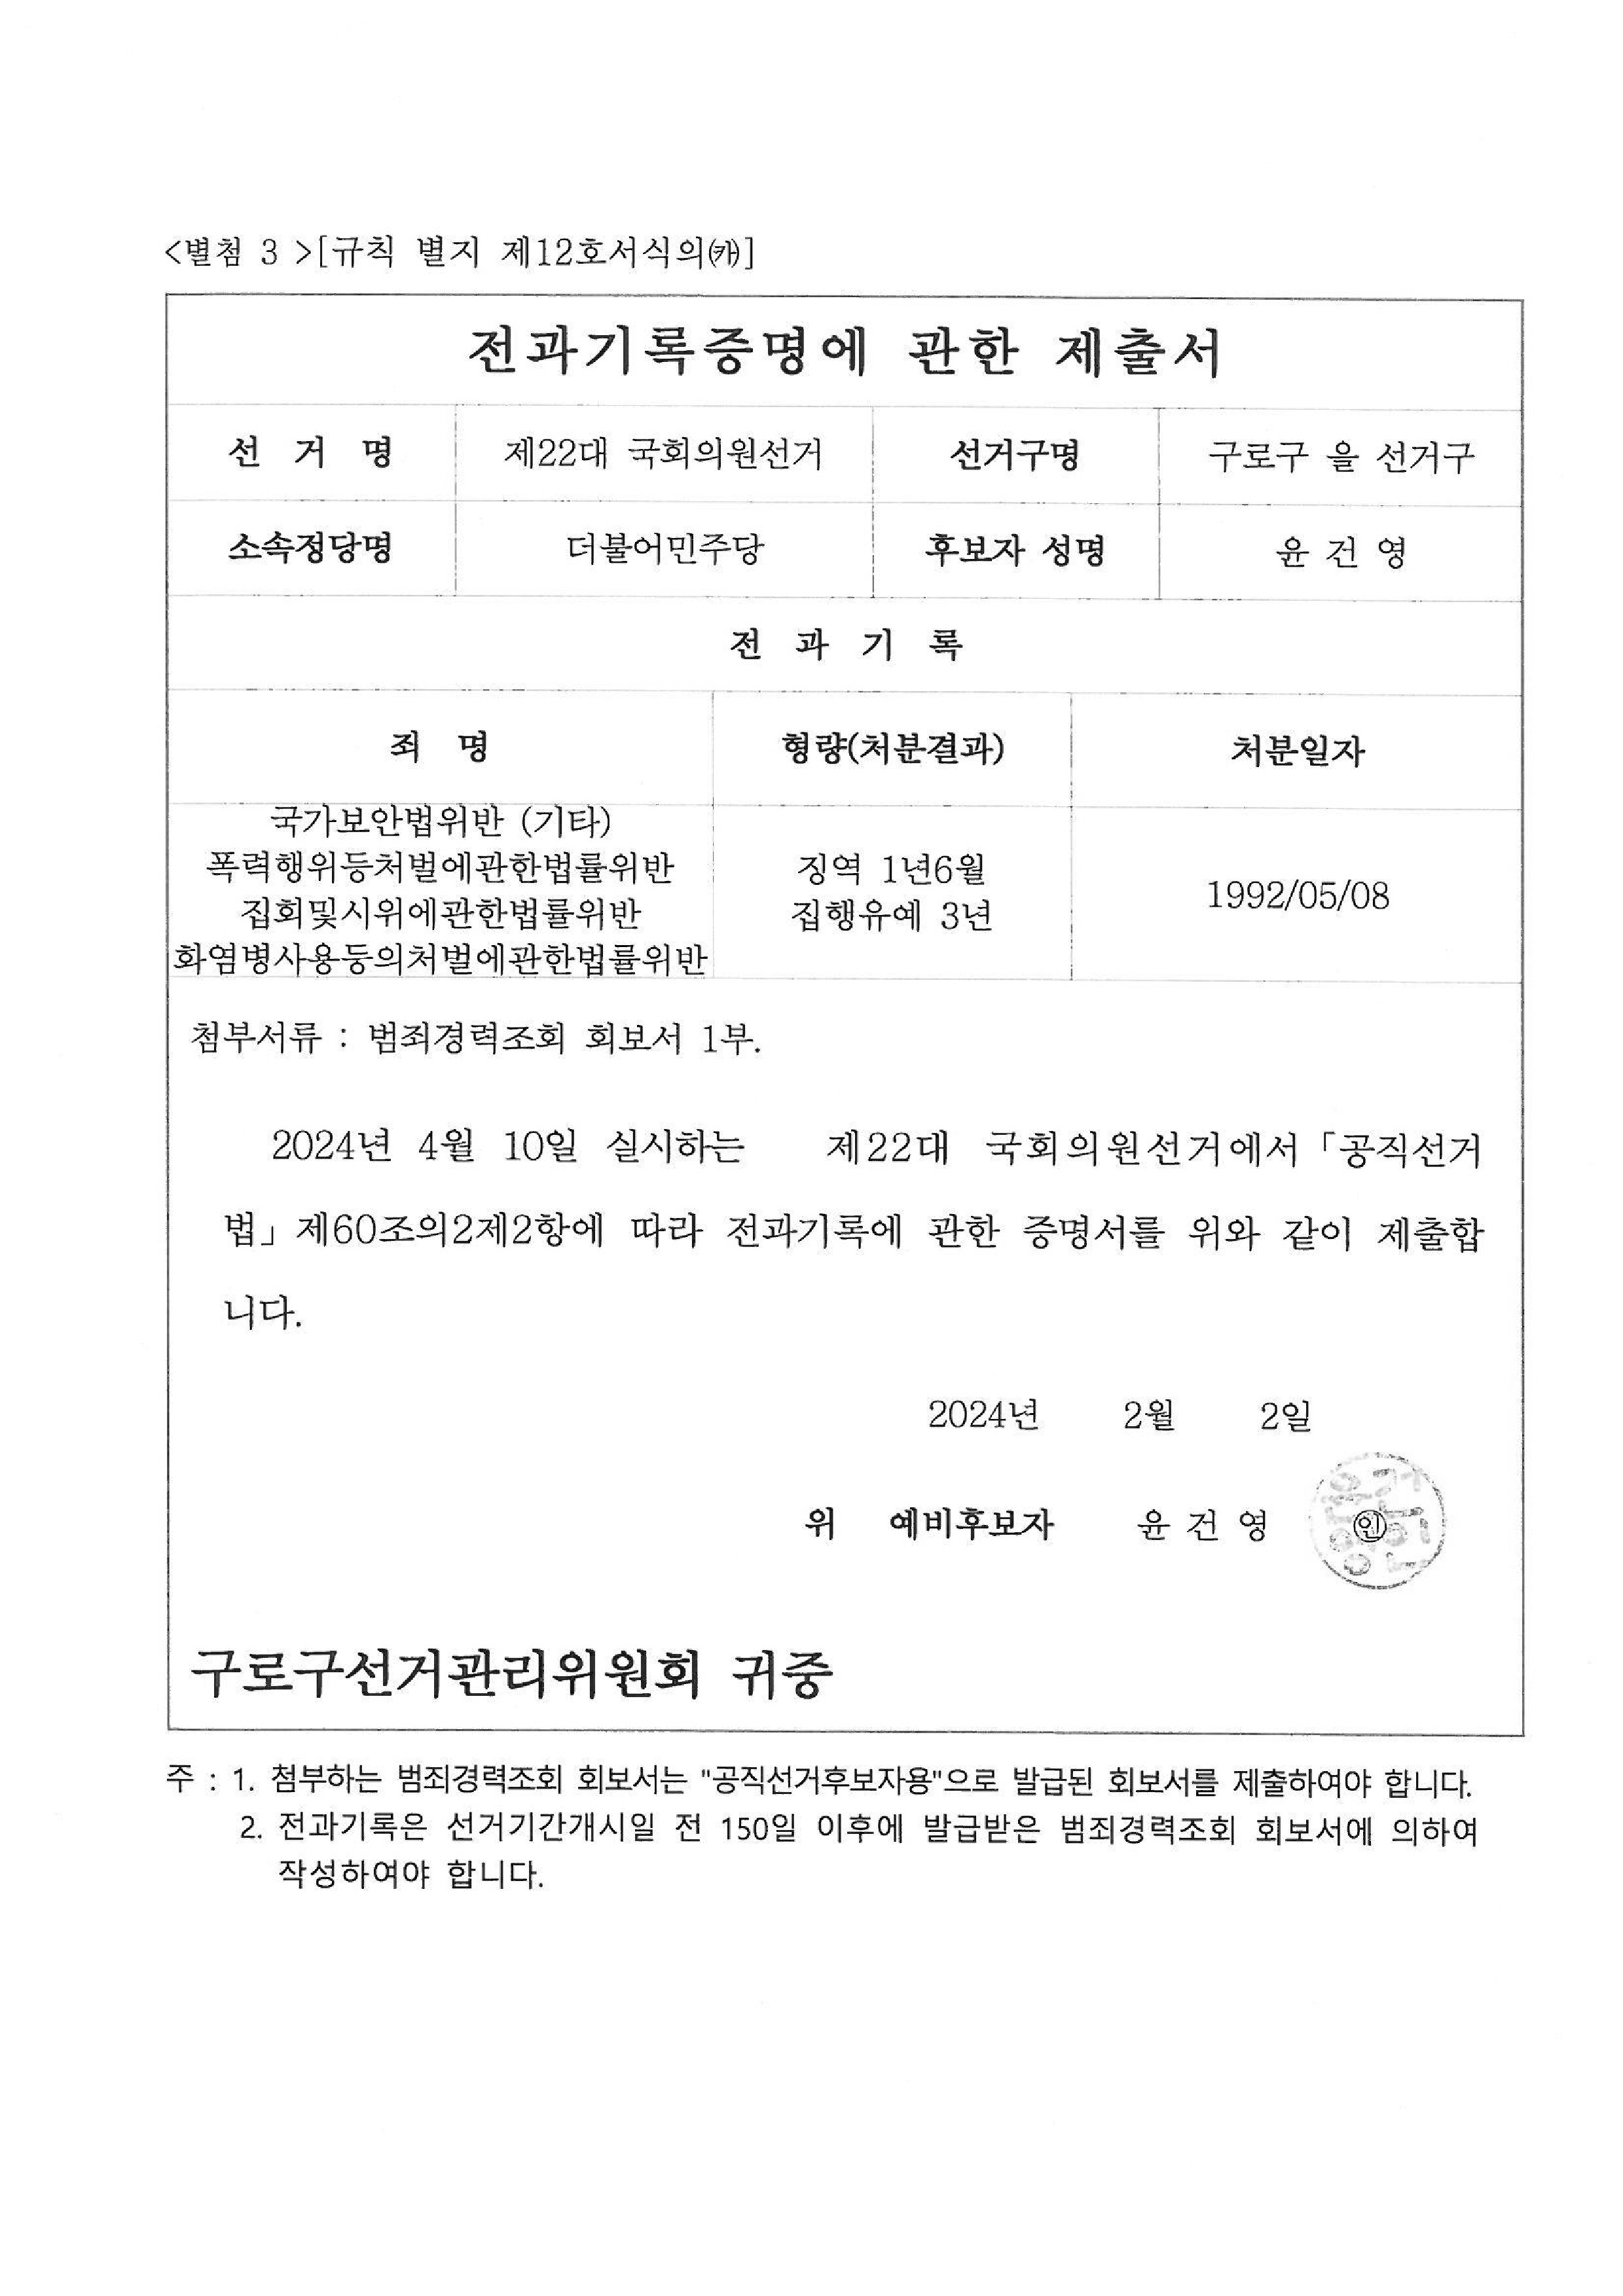 <별첨 3 >[규칙 별지 제12호서식의㉸]
전과기록증명에 관한 제출서
선 거 명 제22대 국회의원선거 선거구명 구로구 을 선거구
소속정당명 더불어민주당 후보자 성명 윤 건 영
전 과 기 록
죄 명 형량(처분결과) 처분일자
국가보안법위반 (기타)
폭력행위등처벌에관한법률위반
집회및시위에관한법률위반
화염병사용등의처벌에관한법률위반
징역 1년6월
집행유예 3년
1992/05/08
첨부서류 : 범죄경력조회 회보서 1부.
2024년 4월 10일 실시하는 제22대 국회의원선거에서「공직선거
법」제60조의2제2항에 따라 전과기록에 관한 증명서를 위와 같이 제출합
니다.
2024년 2월 2일
위 예비후보자 윤 건 영 ㉑
구로구선거관리위원회 귀중
주 : 1. 첨부하는 범죄경력조회 회보서는 "공직선거후보자용"으로 발급된 회보서를 제출하여야 합니다.
2. 전과기록은 선거기간개시일 전 150일 이후에 발급받은 범죄경력조회 회보서에 의하여
작성하여야 합니다.